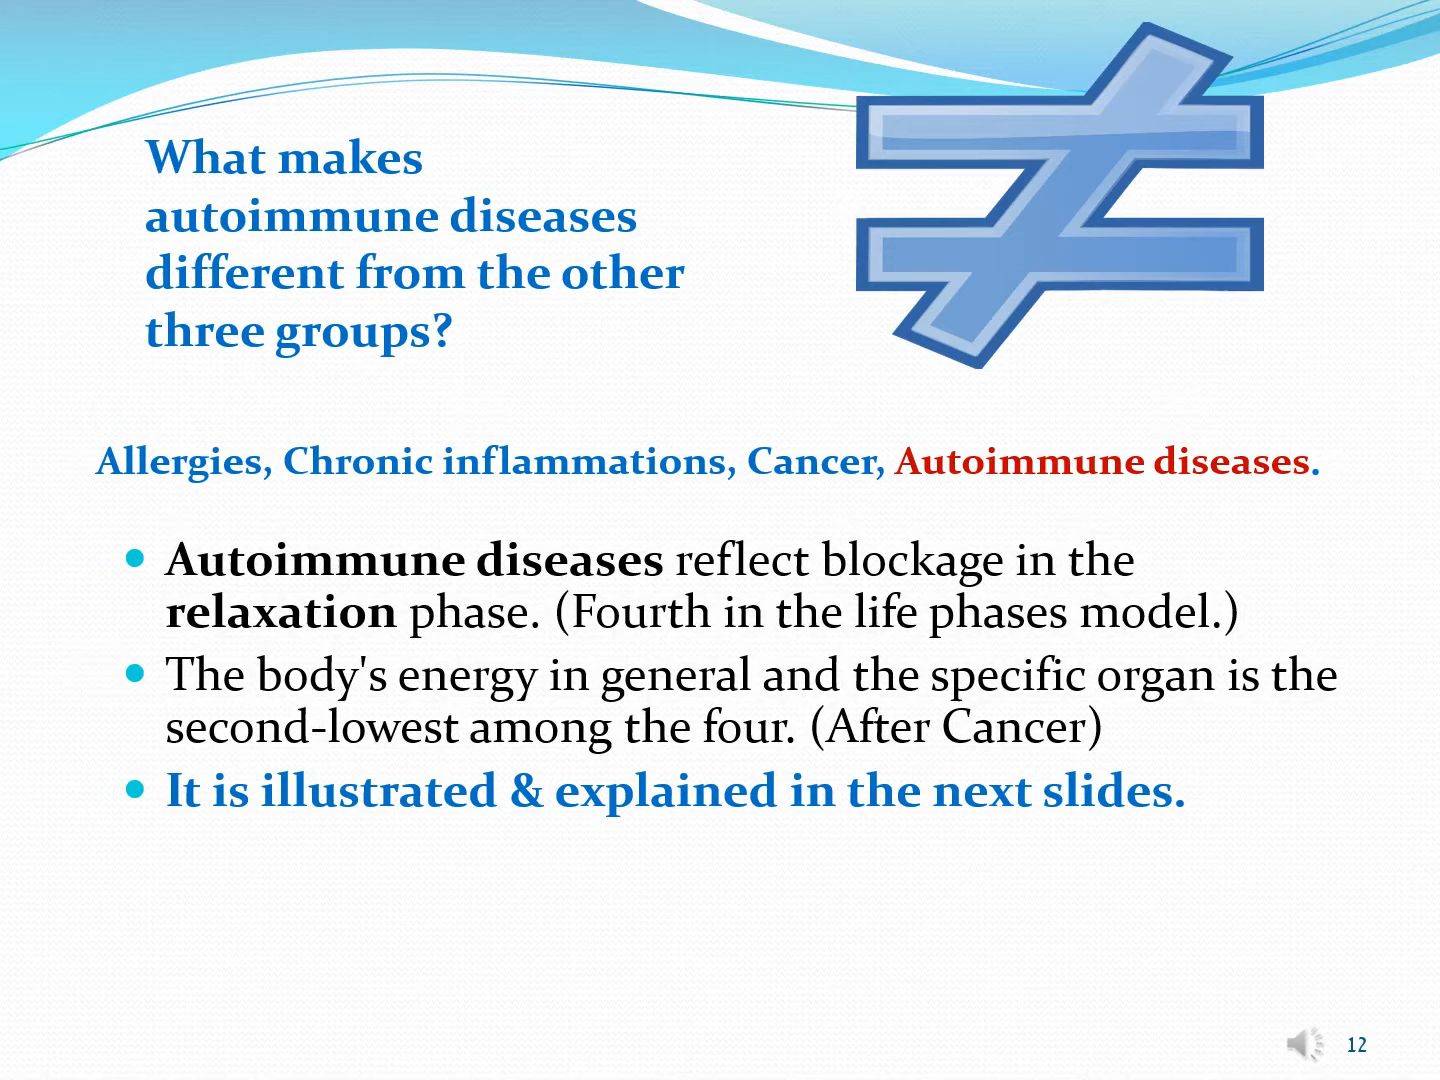 What makes
autoimmune diseases
different from the other
three groups?
Allergies, Chronic inflammations, Cancer, Autoimmune diseases.
• Autoimmune diseases reflect blockage in the
relaxation phase. (Fourth in the life phases model.)
• The body's energy in general and the specific organ is the
second-lowest among the four. (After Cancer)
• It is illustrated & explained in the next slides.
12